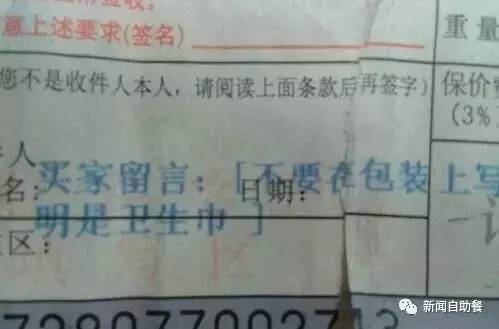 意上述要求(签名)
重量
您不是收件人本人，请阅读上面条款后再签字)
保价费
(3%
人
名:
买家留言:[不要在包装上写
日期:
明是卫生巾 ]
区:
新闻自助餐